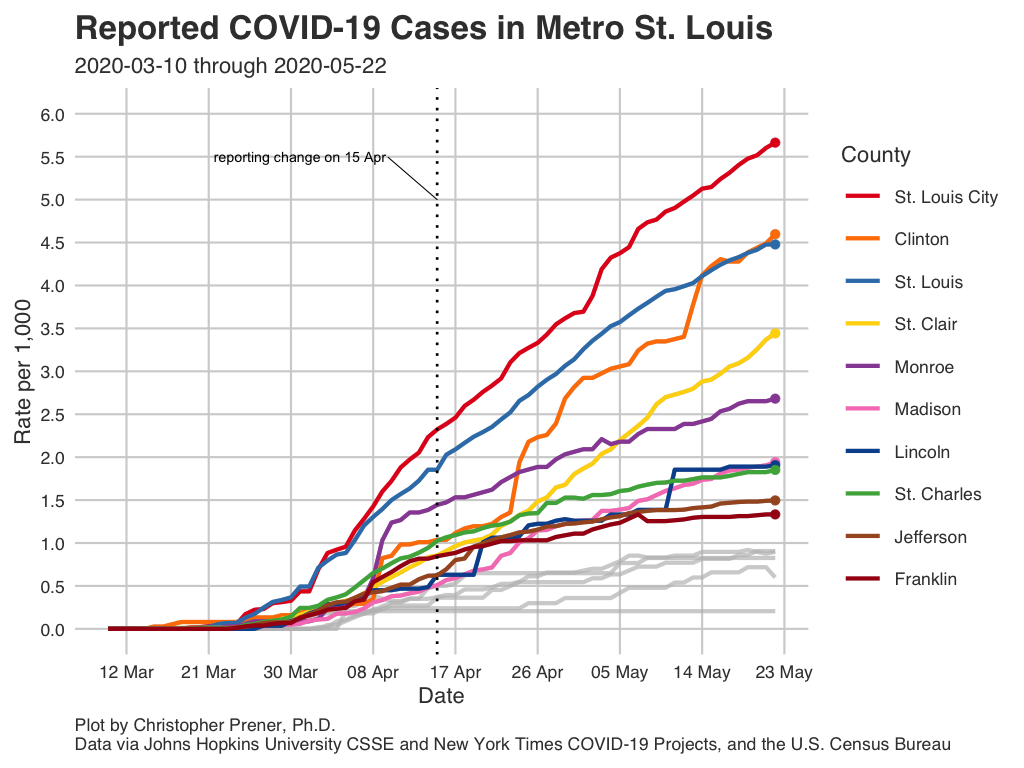 Reported COVID-19 Cases in Metro St. Louis
2020-03-10 through 2020-05-22
6.0
5.5
5.0
4.5
4.0
3.5
3.0
2.5
2.0
1.5
1.0
0.5
0.0
Rate per 1,000
reporting change on 15 Apr
12 Mar
21 Mar
30 Mar
08 Apr
17 Apr
26 Apr
05 May
14 May
23 May
Date
County
St. Louis City
Clinton
St. Louis
St. Clair
Monroe
Madison
Lincoln
St. Charles
Jefferson
Franklin
Plot by Christopher Prener, Ph.D.
Data via Johns Hopkins University CSSE and New York Times COVID-19 Projects, and the U.S. Census Bureau